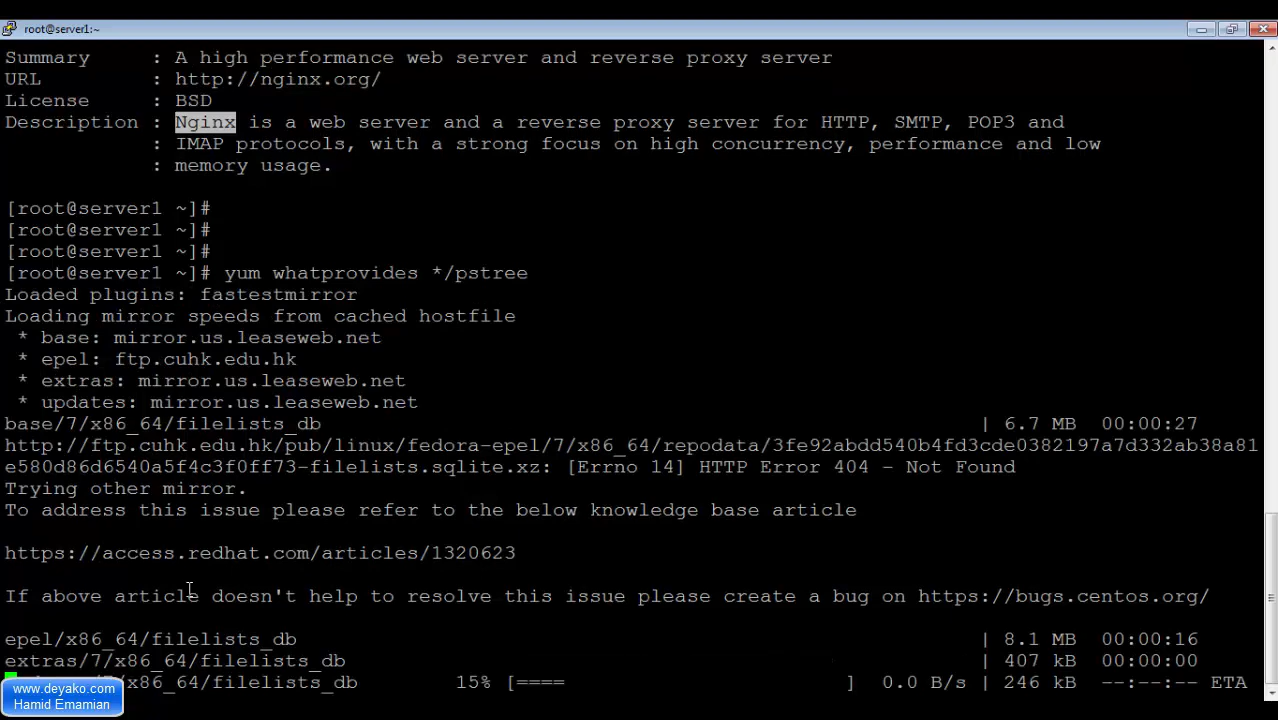 root@server1:~
Summary : A high performance web server and reverse proxy server
URL : http://nginx.org/
License : BSD
Description : Nginx is a web server and a reverse proxy server for HTTP, SMTP, POP3 and
: IMAP protocols, with a strong focus on high concurrency, performance and low
: memory usage.
[root@server1 ~]#
[root@server1 ~]#
[root@server1 ~]#
[root@server1 ~]# yum whatprovides */pstree
Loaded plugins: fastestmirror
Loading mirror speeds from cached hostfile
* base: mirror.us.leaseweb.net
* epel: ftp.cuhk.edu.hk
* extras: mirror.us.leaseweb.net
* updates: mirror.us.leaseweb.net
base/7/x86_64/filelists_db | 6.7 MB 00:00:27
http://ftp.cuhk.edu.hk/pub/linux/fedora-epel/7/x86_64/repodata/3fe92abdd540b4fd3cde0382197a7d332ab38a81
e580d86d6540a5f4c3f0ff73-filelists.sqlite.xz: [Errno 14] HTTP Error 404 - Not Found
Trying other mirror.
To address this issue please refer to the below knowledge base article
https://access.redhat.com/articles/1320623
If above article doesn't help to resolve this issue please create a bug on https://bugs.centos.org/
epel/x86_64/filelists_db | 8.1 MB 00:00:16
extras/7/x86_64/filelists_db | 407 kB 00:00:00
/x86_64/filelists_db 15% [==== ] 0.0 B/s | 246 kB --:--:-- ETA
www.deyako.com
Hamid Emamian